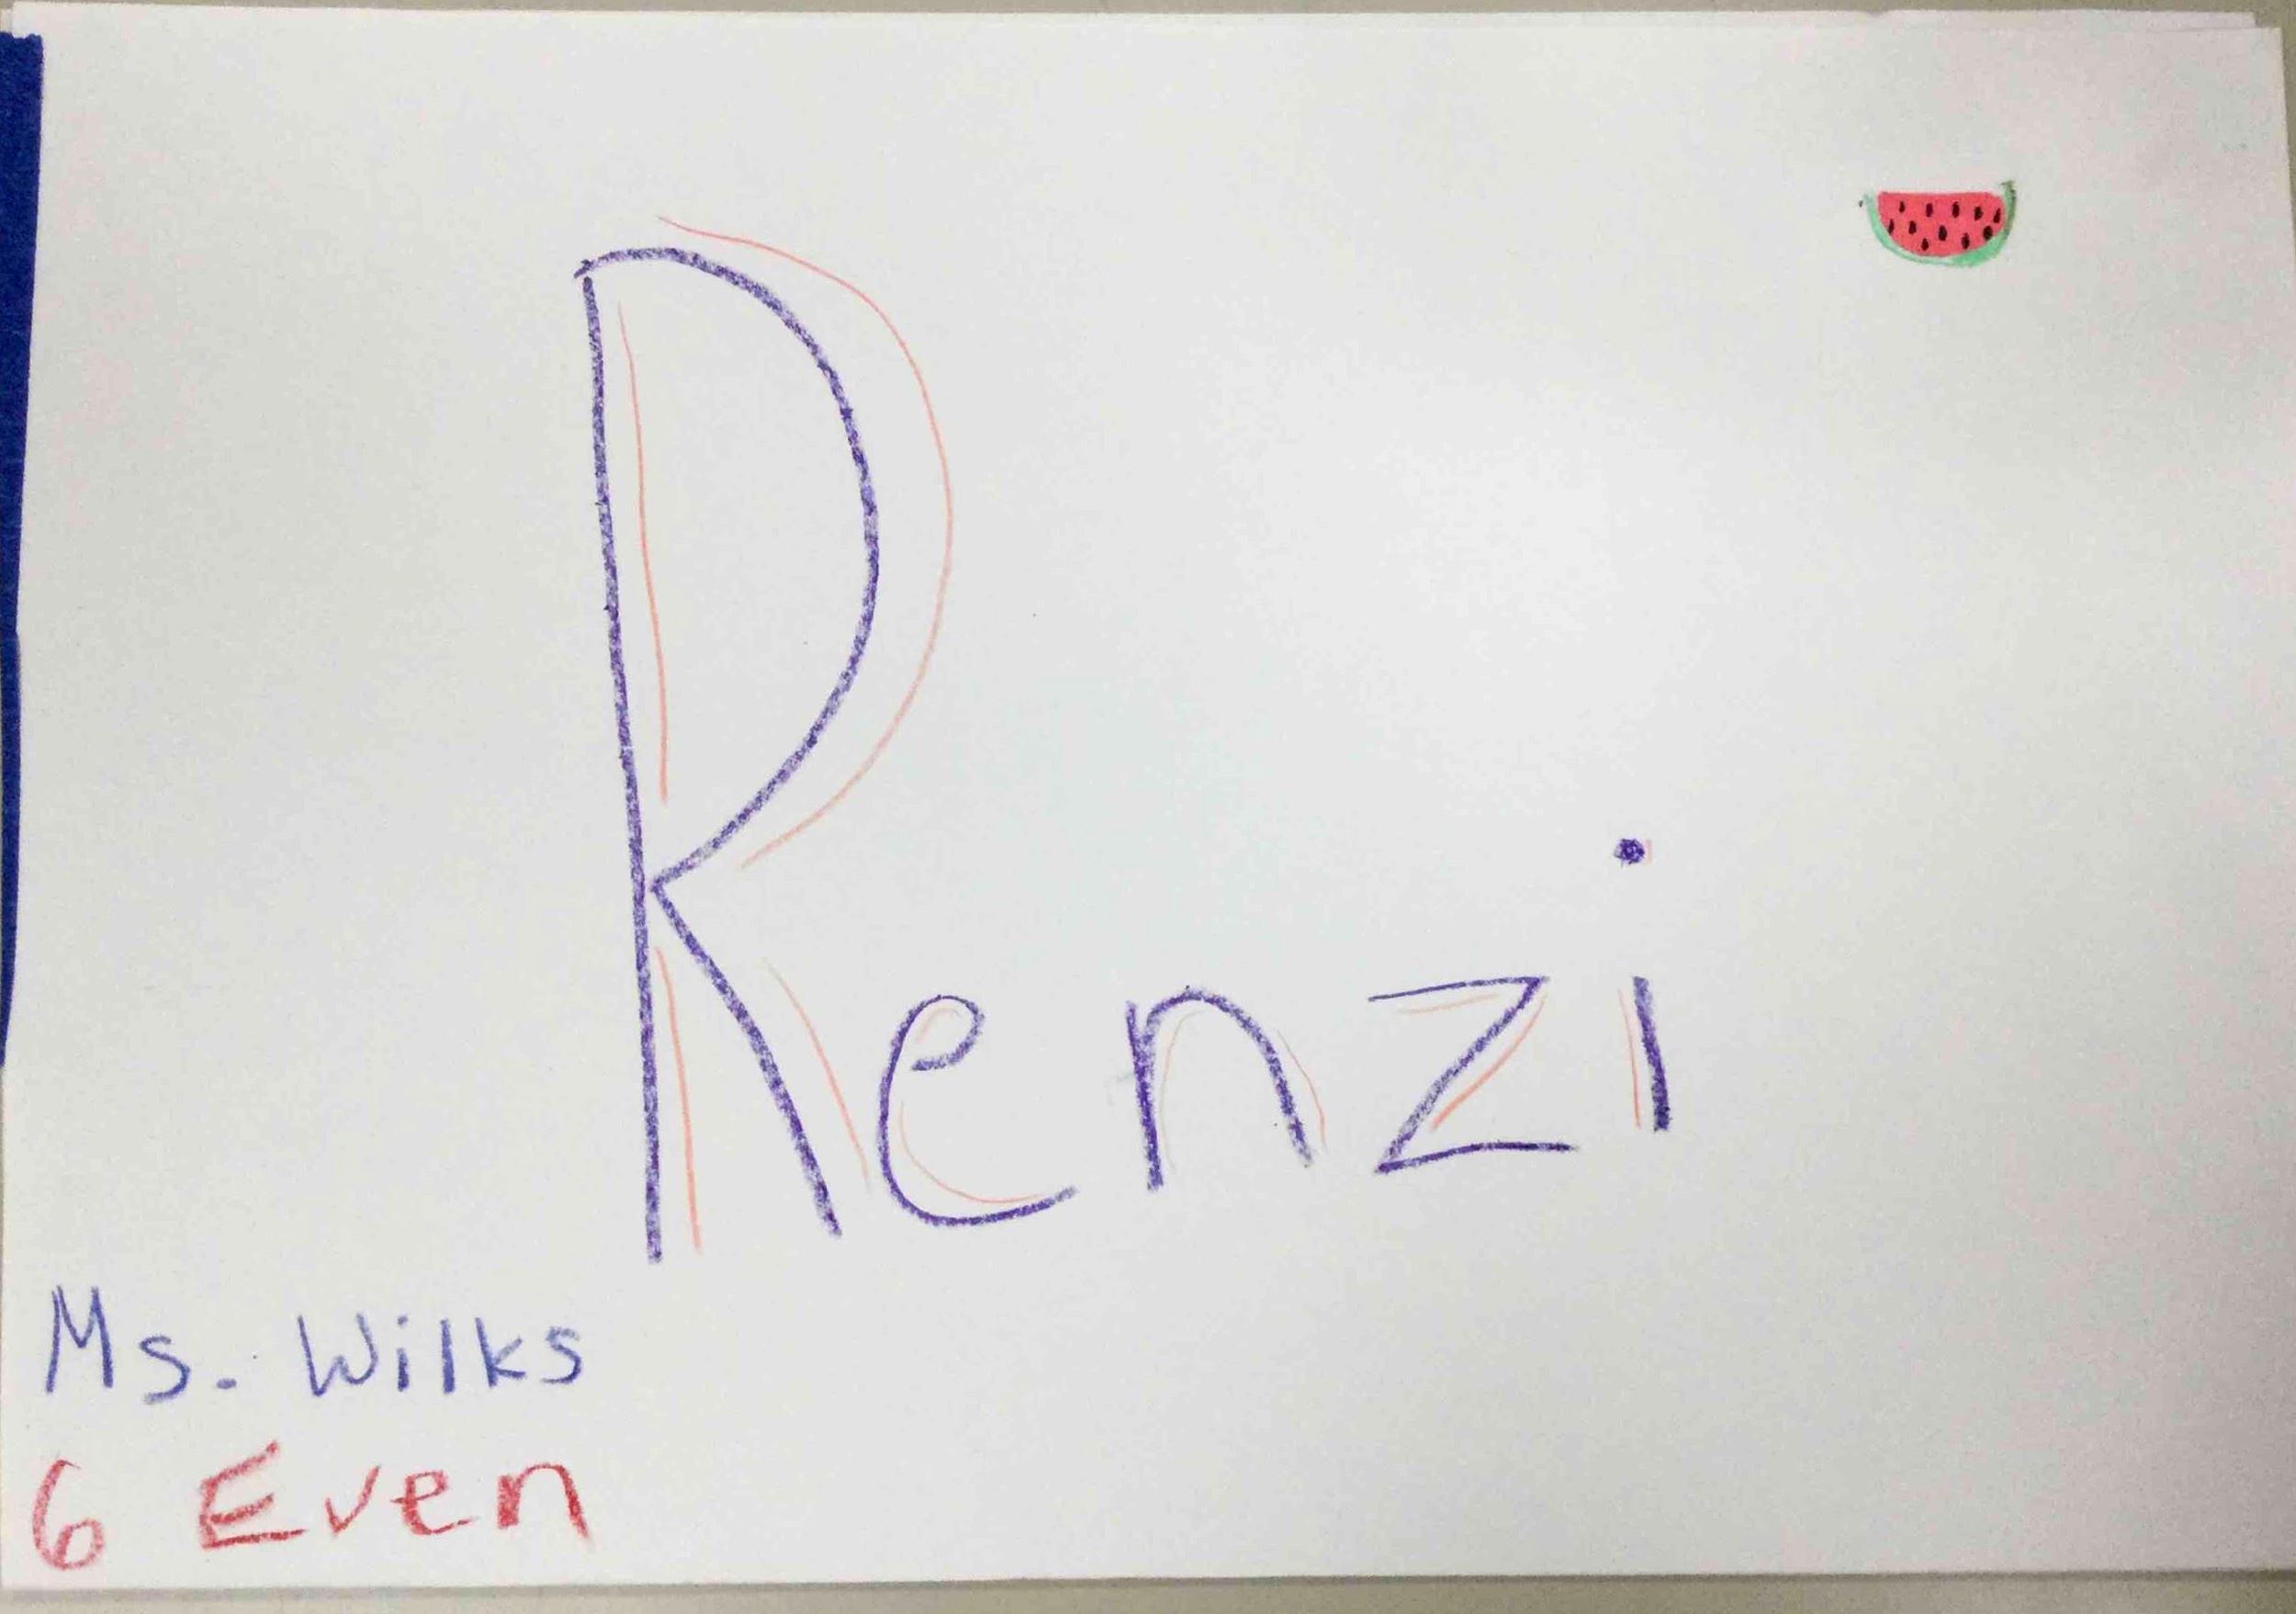 Renzi
Ms. Wilks
6 Even